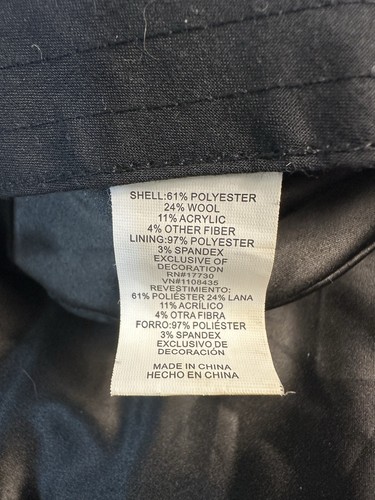 SHELL:61% POLYESTER
24% WOOL
11% ACRYLIC
4% OTHER FIBER
LINING:97% POLYESTER
3% SPANDEX
EXCLUSIVE OF
DECORATION
RN#17730
VN#1108435
REVESTIMIENTO:
61% POLIÉSTER 24% LANA
11% ACRÍLICO
4% OTRA FIBRA
FORRO:97% POLIÉSTER
3% SPANDEX
EXCLUSIVO DE
DECORACIÓN
MADE IN CHINA
HECHO EN CHINA